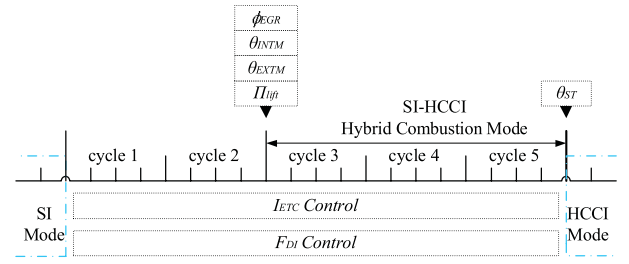 ϕEGR
θINTM
θEXTM
Πlift
θST
SI-HCCI
Hybrid Combustion Mode
cycle 1
cycle 2
cycle 3
cycle 4
cycle 5
SI
Mode
IETC Control
FDI Control
HCCI
Mode